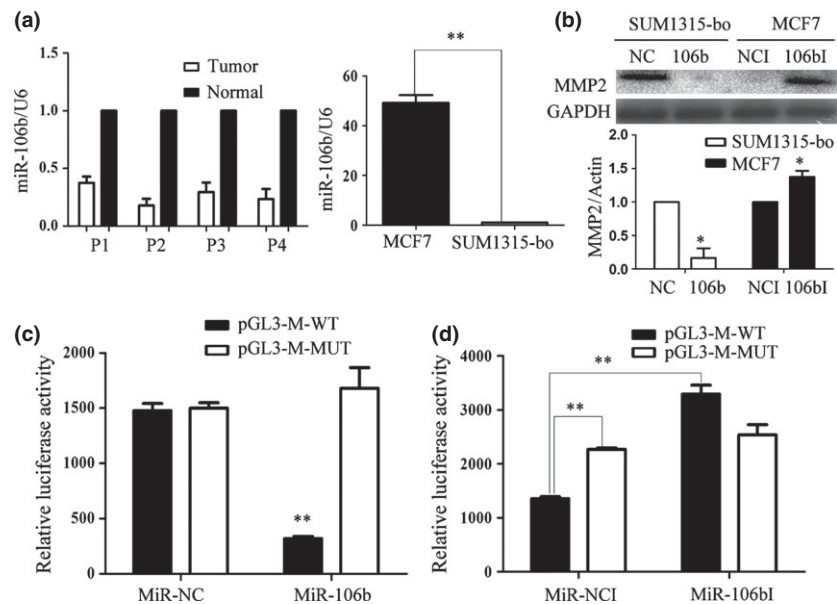 (a)
miR-106b/U6
1.5
1.0
0.5
0.0
Tumor
Normal
P1 P2 P3 P4
miR-106b/U6
60
40
20
0
**
MCF7 SUM1315-bo
(b)
SUM1315-bo MCF7
NC 106b NCI 106bI
MMP2
GAPDH
MMP2/Actin
2.0
1.5
1.0
0.5
0.0
SUM1315-bo
MCF7
*
*
NC 106b NCI 106bI
(c)
pGL3-M-WT
pGL3-M-MUT
Relative luciferase activity
2000
1500
1000
500
0
**
MiR-NC MiR-106b
(d)
pGL3-M-WT
pGL3-M-MUT
Relative luciferase activity
4000
3000
2000
1000
0
**
**
MiR-NCI MiR-106bI